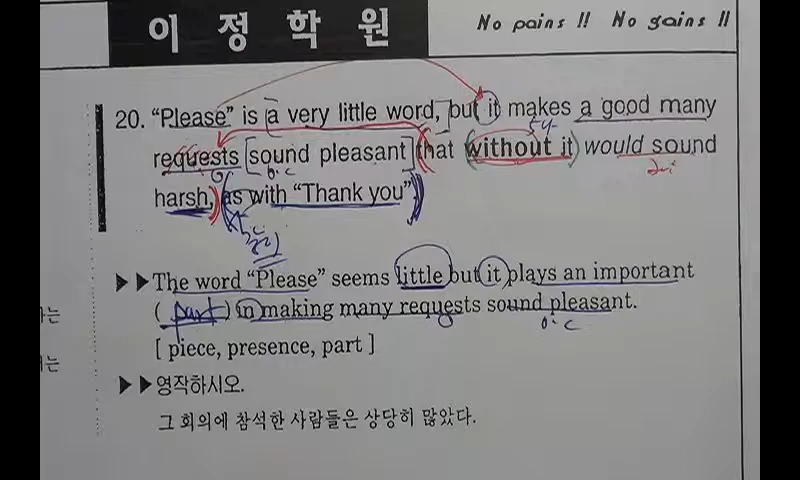 이정학원
No pains !! No gains !!
20. “Please” is a very little word, but it makes a good many
requests sound pleasant that without it would sound
harsh, as with “Thank you”.
o·c
▶▶The word “Please” seems little but it plays an important
( part ) in making many requests sound pleasant.
o·c
[ piece, presence, part ]
▶▶영작하시오.
그 회의에 참석한 사람들은 상당히 많았다.
는
는